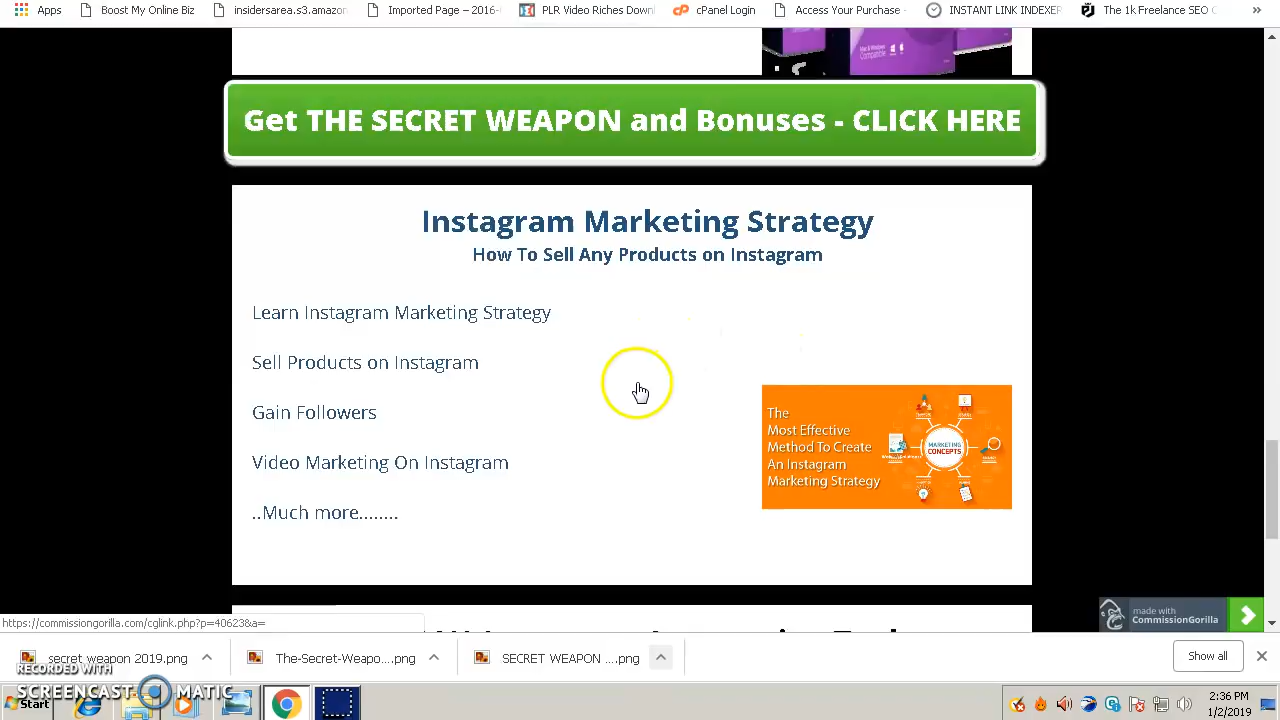 Apps
Boost My Online Biz
insidersarea.s3.amazon
Imported Page – 2016-
PLR Video Riches Down
cPanel Login
Access Your Purchase -
INSTANT LINK INDEXER
The 1k Freelance SEO C
»
Mac & Windows
Compatible
Get THE SECRET WEAPON and Bonuses - CLICK HERE
Instagram Marketing Strategy
How To Sell Any Products on Instagram
Learn Instagram Marketing Strategy
Sell Products on Instagram
Gain Followers
Video Marketing On Instagram
..Much more........
The
Most Effective
Method To Create
An Instagram
Marketing Strategy
MARKETING
CONCEPTS
made with
CommissionGorilla
https://commissiongorilla.com/cglink.php?p=40623&a=
secret weapon 2019.png
The-Secret-Weapo....png
SECRET WEAPON ....png
Show all
RECORDED WITH
SCREENCAST MATIC
Start
2:36 PM
1/2/2019